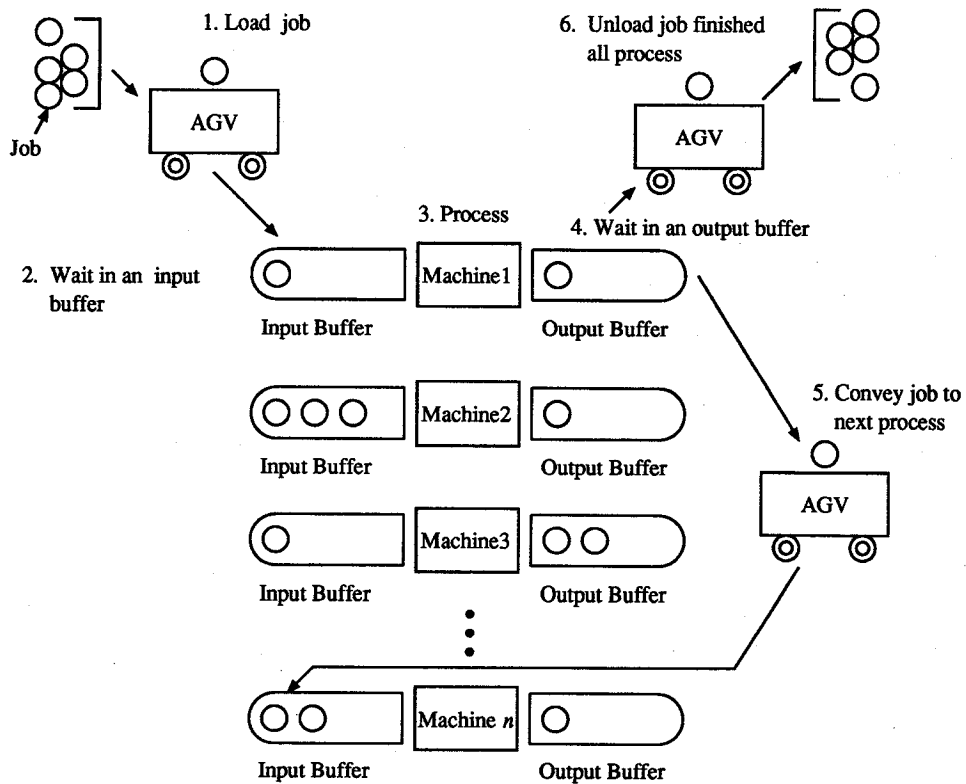 1. Load job
6. Unload job finished
all process
AGV
AGV
Job
3. Process
4. Wait in an output buffer
2. Wait in an input
buffer
Machine1
Input Buffer
Output Buffer
5. Convey job to
next process
Machine2
Input Buffer
Output Buffer
AGV
Machine3
Input Buffer
Output Buffer
Machine n
Input Buffer
Output Buffer